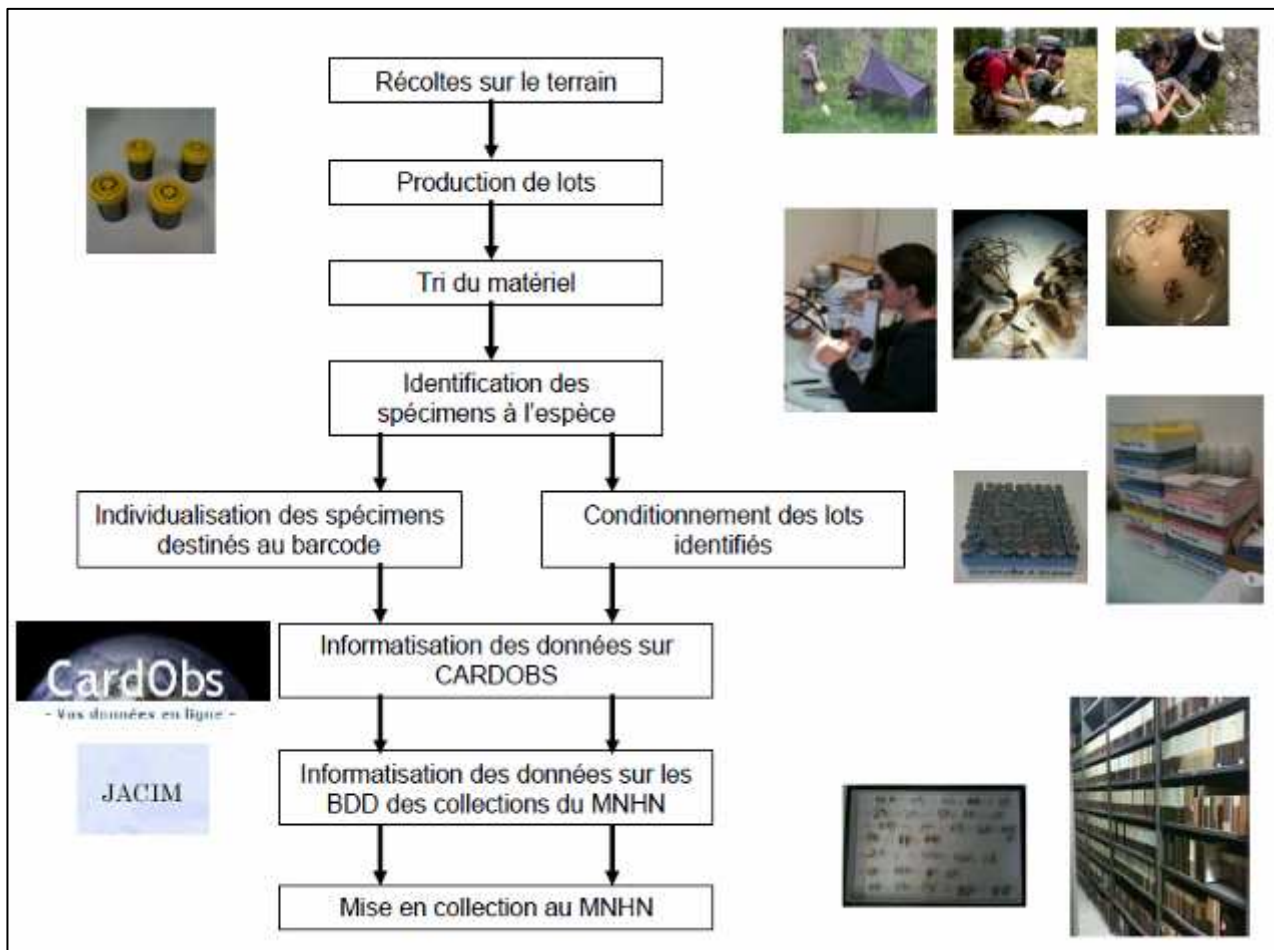 Récoltes sur le terrain
Production de lots
Tri du matériel
Identification des
spécimens à l'espèce
Individualisation des spécimens
destinés au barcode
Conditionnement des lots
identifiés
CardObs
- Vos données en ligne -
Informatisation des données sur
CARDOBS
JACIM
Informatisation des données sur les
BDD des collections du MNHN
Mise en collection au MNHN